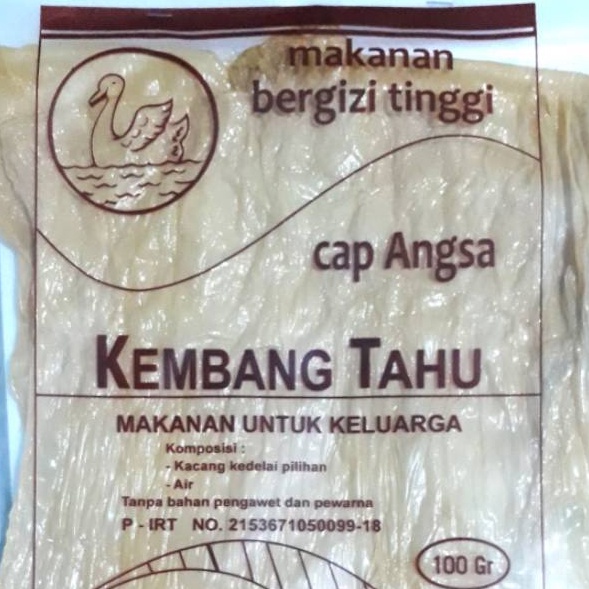 makanan
bergizi tinggi
cap Angsa
KEMBANG TAHU
MAKANAN UNTUK KELUARGA
Komposisi :
- Kacang kedelai pilihan
- Air
Tanpa bahan pengawet dan pewarna
P - IRT NO. 2153671050099-18
100 Gr